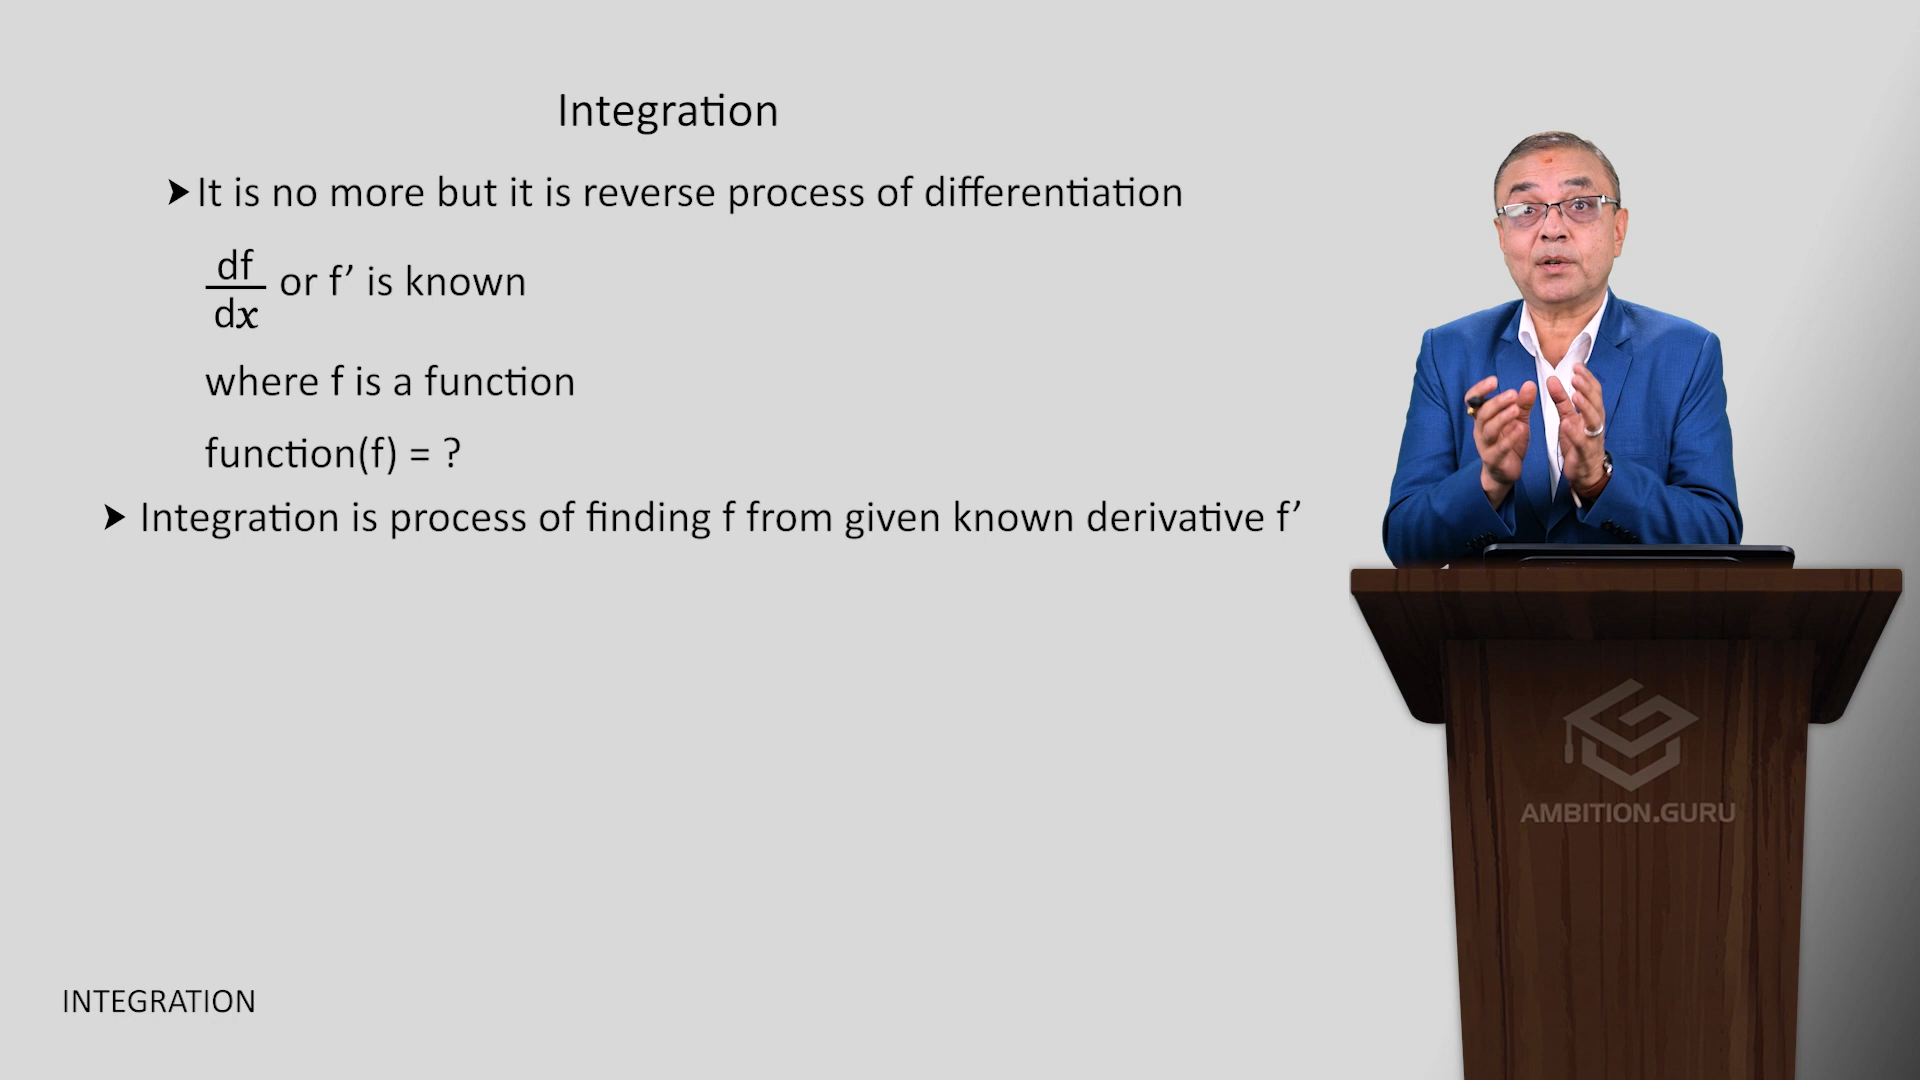 Integration
➤It is no more but it is reverse process of differentiation
df
dx
or f’ is known
where f is a function
function(f) = ?
➤ Integration is process of finding f from given known derivative f’
AMBITION.GURU
INTEGRATION